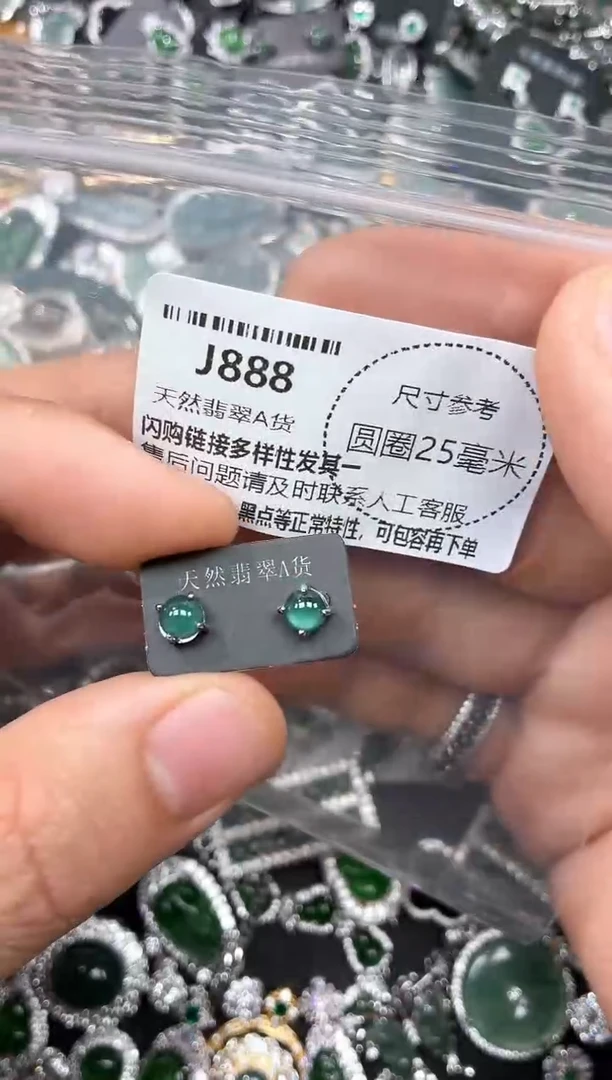 J888
天然翡翠A货
闪购链接多样性发其一
售后问题请及时联系人工客服
黑点等正常特性，可包容再下单
尺寸参考
圆圈25毫米
天然翡翠A货